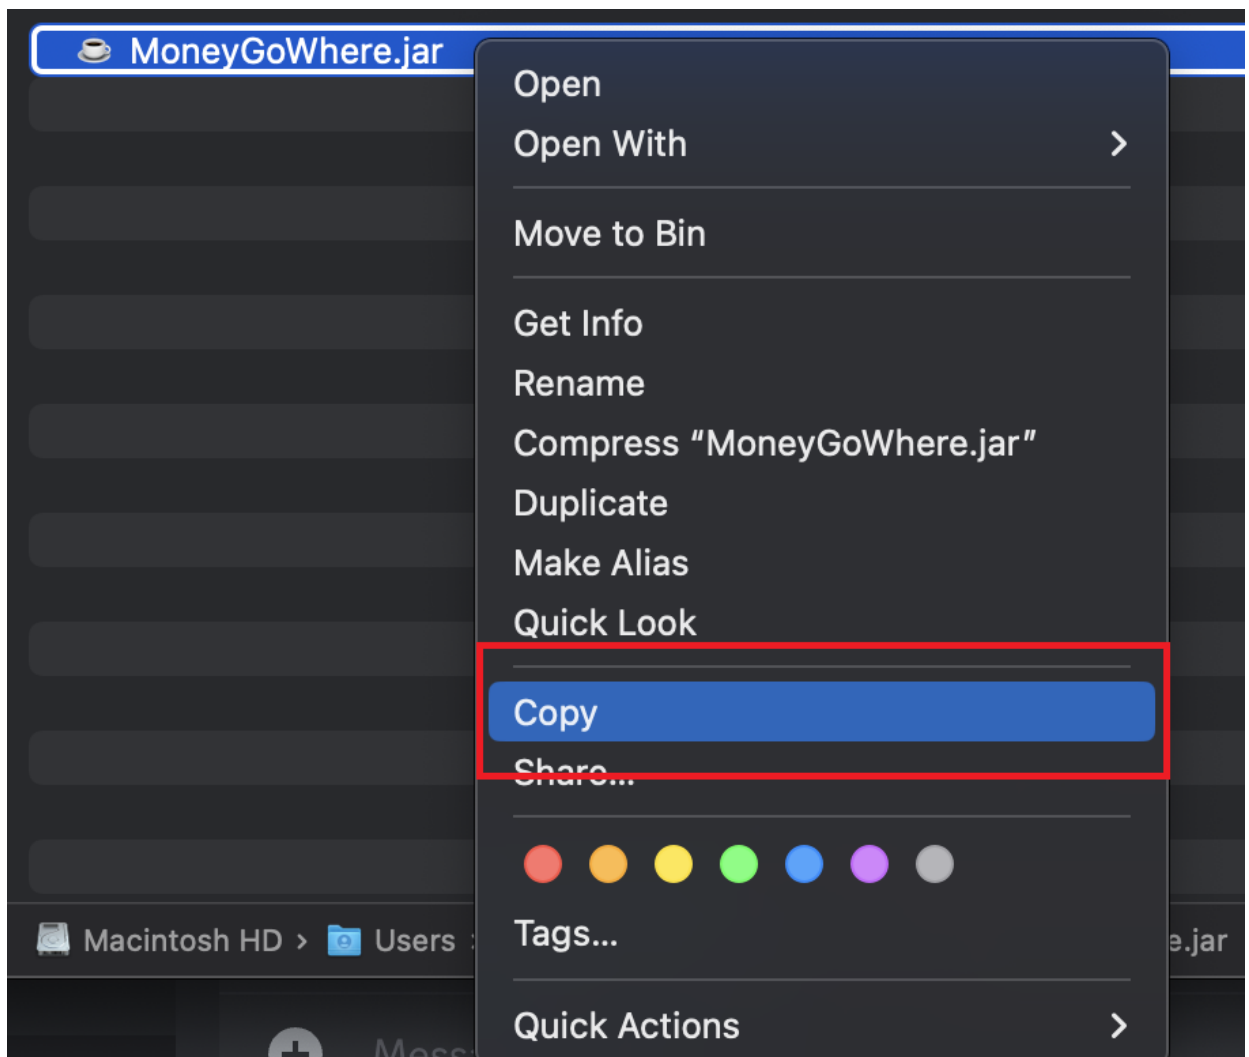 MoneyGoWhere.jar
Open
Open With
Move to Bin
Get Info
Rename
Compress “MoneyGoWhere.jar”
Duplicate
Make Alias
Quick Look
Copy
Share...
Tags...
Macintosh HD › Users e.jar
Quick Actions